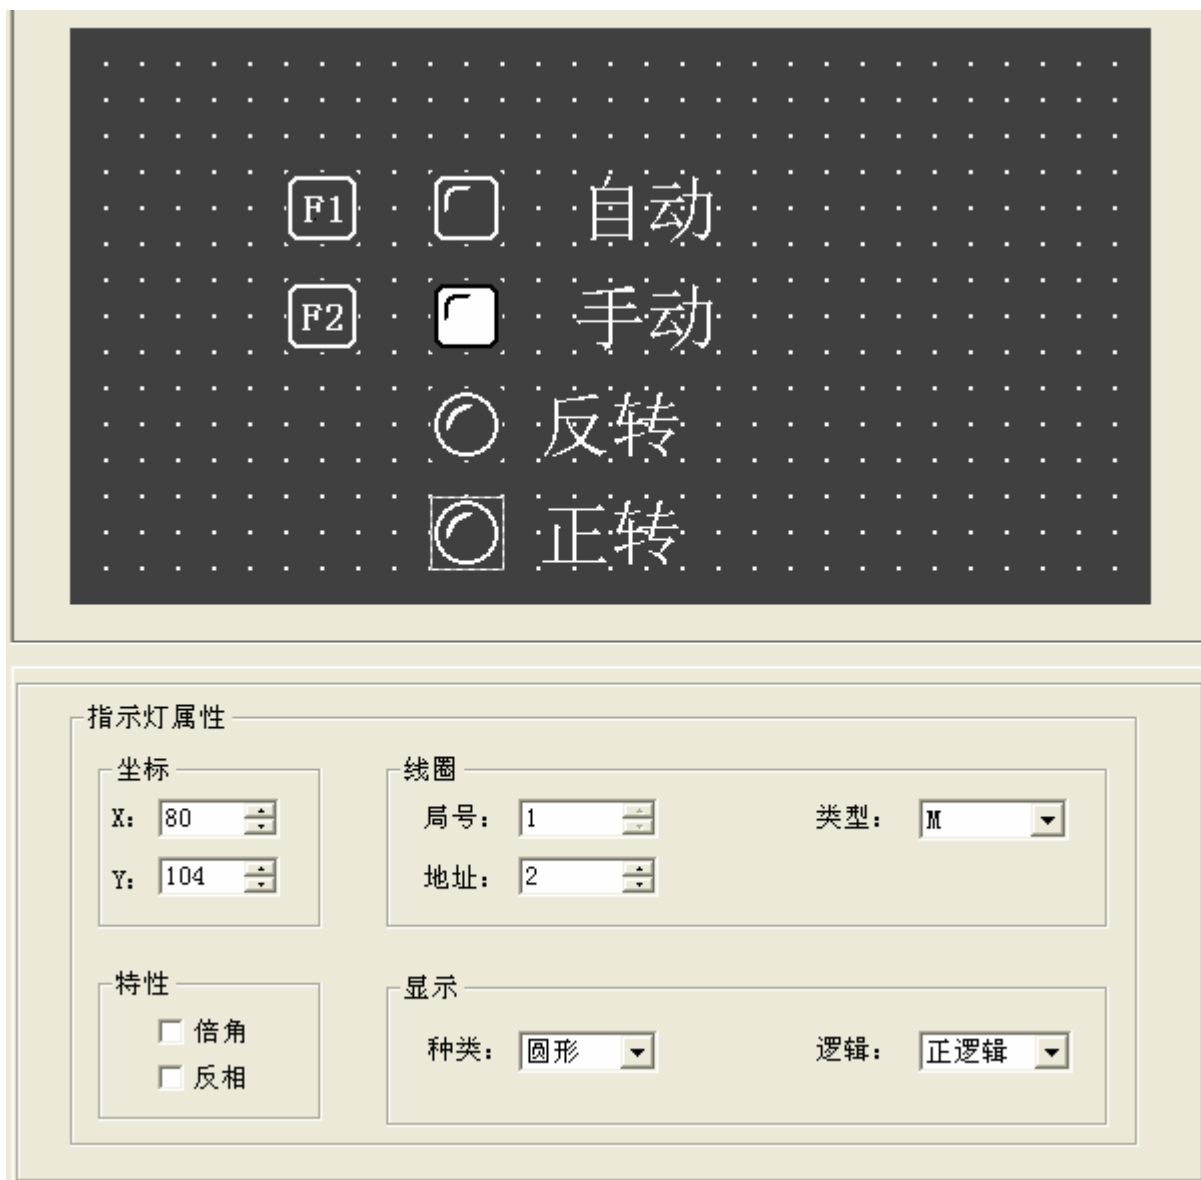 F1 自动
F2 手动
反转
正转
指示灯属性
坐标
X: 80
Y: 104
线圈
局号: 1 类型: M
地址: 2
特性
倍角
反相
显示
种类: 圆形 逻辑: 正逻辑